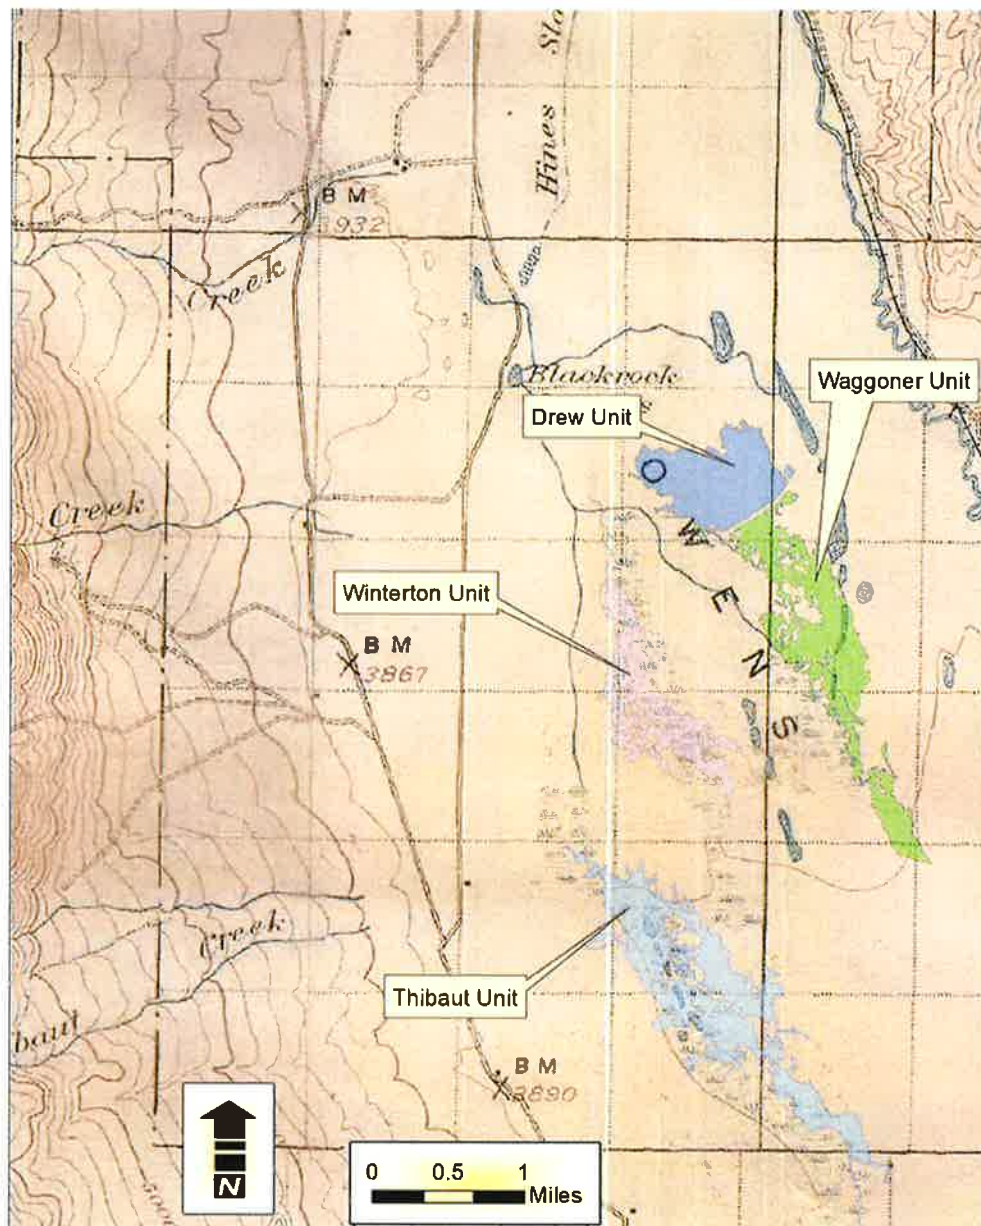 Hines Slo
B M
932
Creek
Blackrock
s
Waggoner Unit
Drew Unit
O W E N S
Creek
Winterton Unit
B M
3867
Creek
Thibaut Unit
baut
B M
3890
5000
N
0 0.5 1
Miles